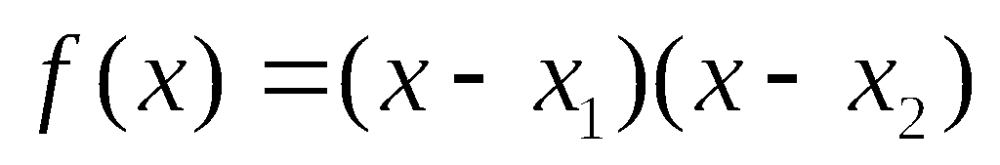 f(x) = (x - x₁)(x - x₂)